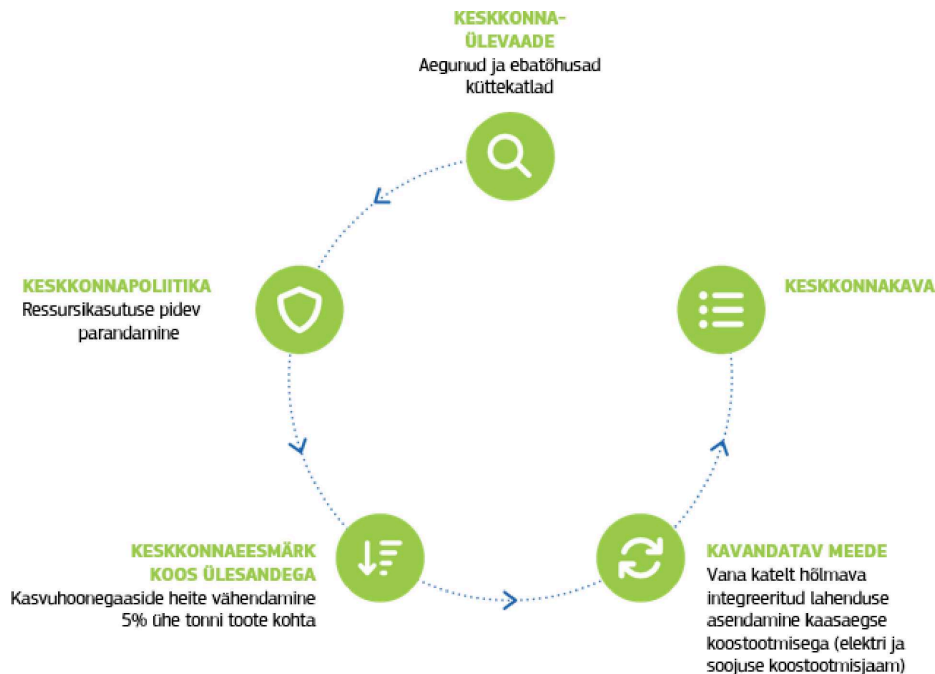 KESKKONNA-
ÜLEVAADE
Aegunud ja ebatõhusad
küttekatlad
KESKKONNAPOLIITIKA
Ressursikasutuse pidev
parandamine
KESKKONNAEESMÄRK
KOOS ÜLESANDEGA
Kasvuhoonegaaside heite vähendamine
5% ühe tonni toote kohta
KAVANDATAV MEEDE
Vana katelt hõlmava
integreeritud lahenduse
asendamine kaasaegse
koostootmisega (elektri ja
soojuse koostootmisjaam)
KESKKONNAKAVA